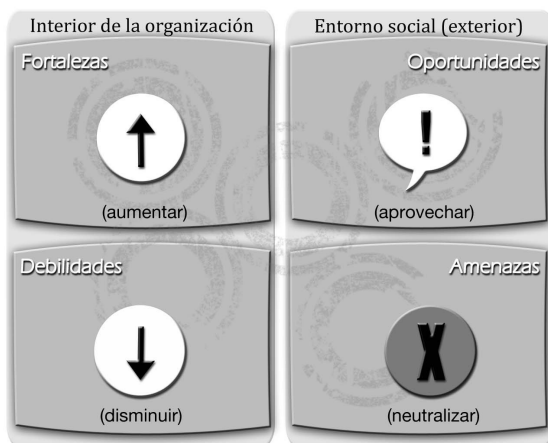 Interior de la organización
Entorno social (exterior)
Fortalezas
Oportunidades
!
(aumentar)
(aprovechar)
Debilidades
Amenazas
X
(disminuir)
(neutralizar)